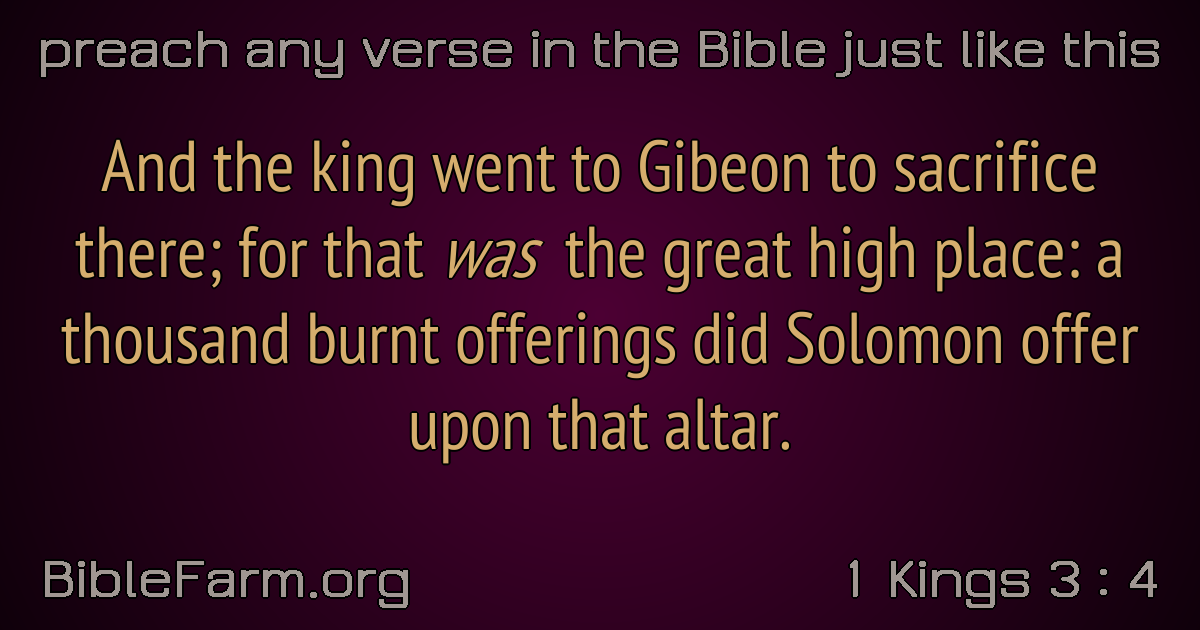 preach any verse in the Bible just like this
And the king went to Gibeon to sacrifice
there; for that was the great high place: a
thousand burnt offerings did Solomon offer
upon that altar.
BibleFarm.org
1 Kings 3 : 4